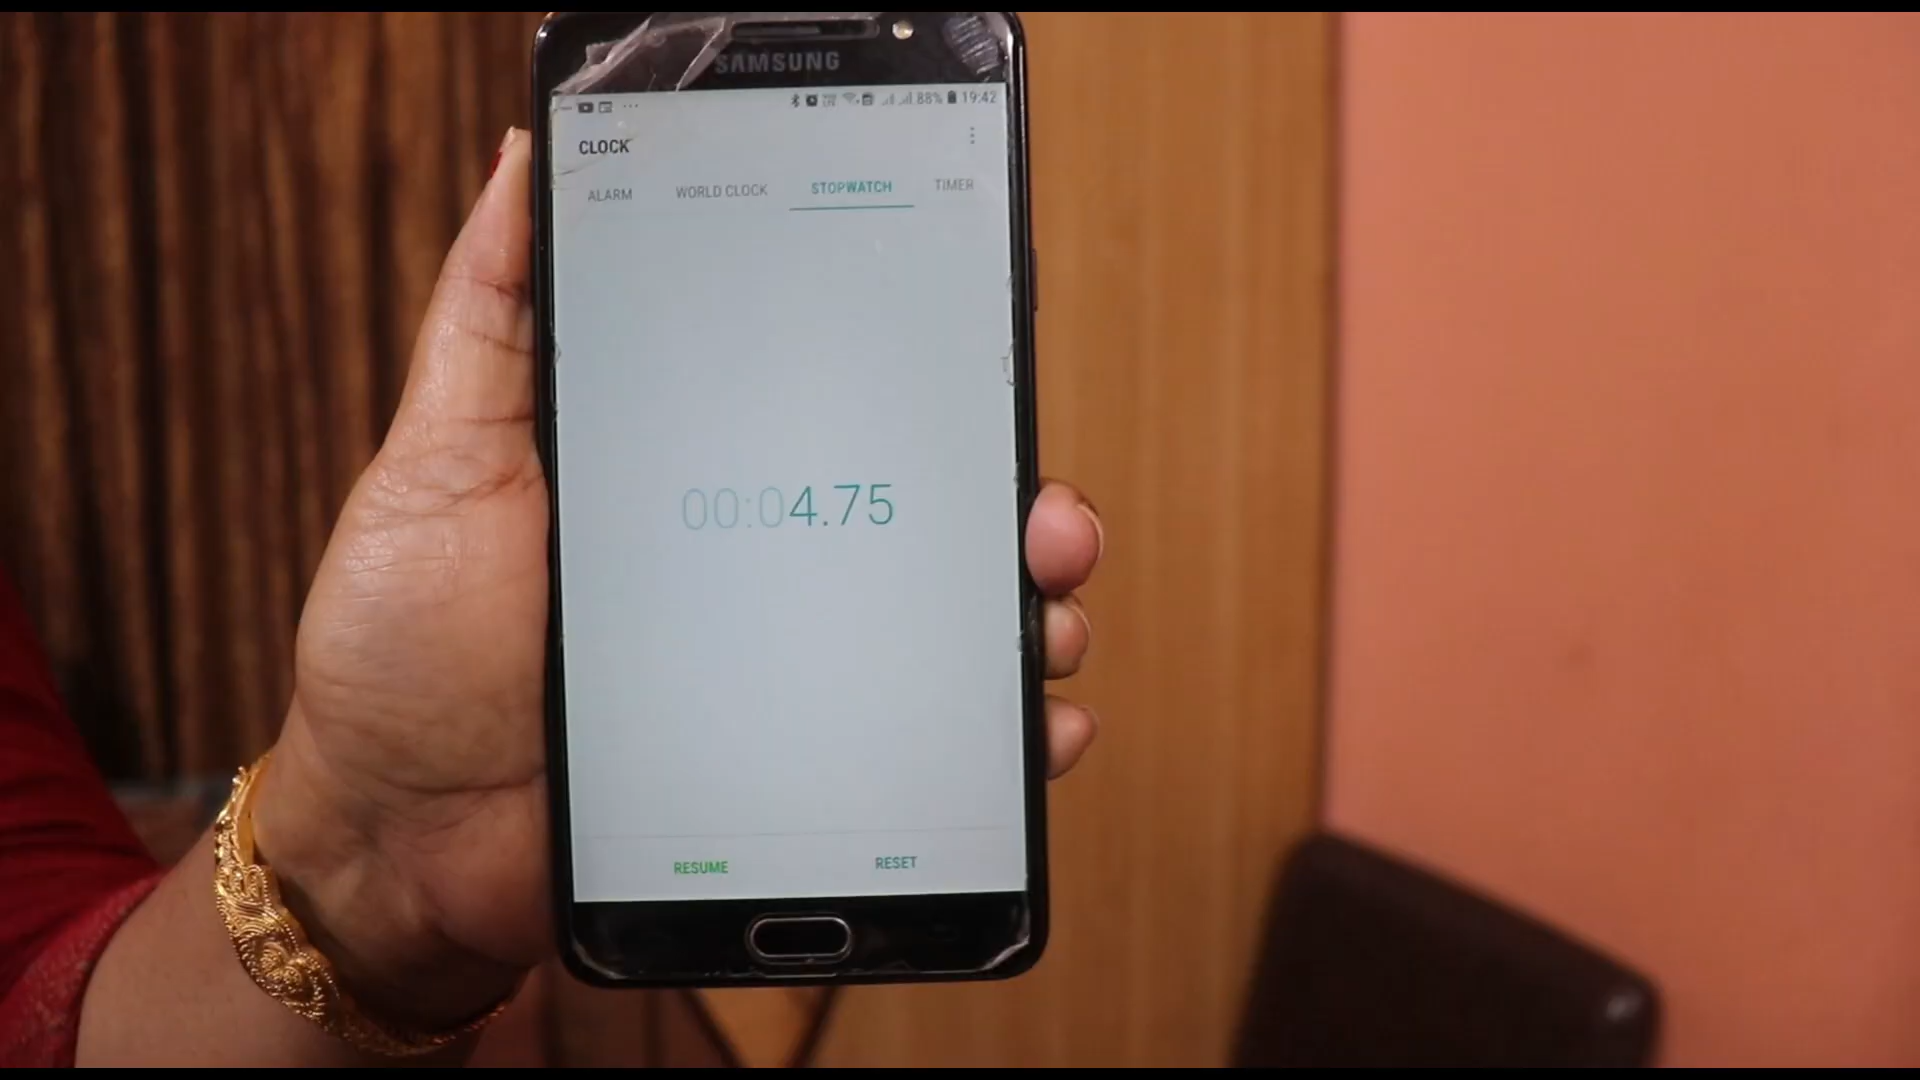 SAMSUNG
88% 19:42
CLOCK
ALARM WORLD CLOCK STOPWATCH TIMER
00:04.75
RESUME RESET